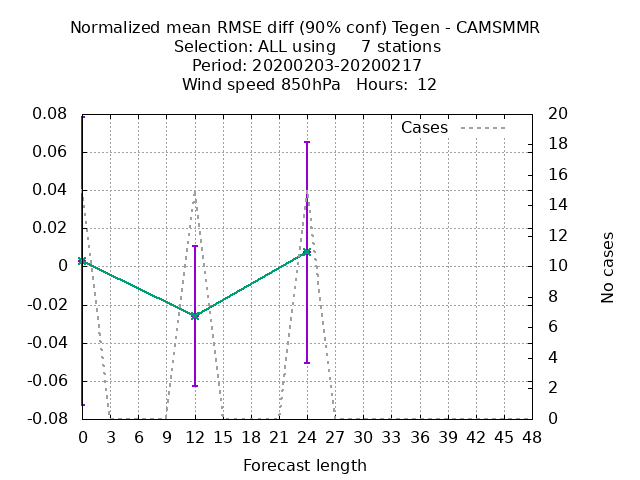 Normalized mean RMSE diff (90% conf) Tegen - CAMSMMR
Selection: ALL using     7 stations
Period: 20200203-20200217
Wind speed 850hPa   Hours:  12
Cases
0.08
0.06
0.04
0.02
0
-0.02
-0.04
-0.06
-0.08
20
18
16
14
12
10
8
6
4
2
0
No cases
0 3 6 9 12 15 18 21 24 27 30 33 36 39 42 45 48
Forecast length